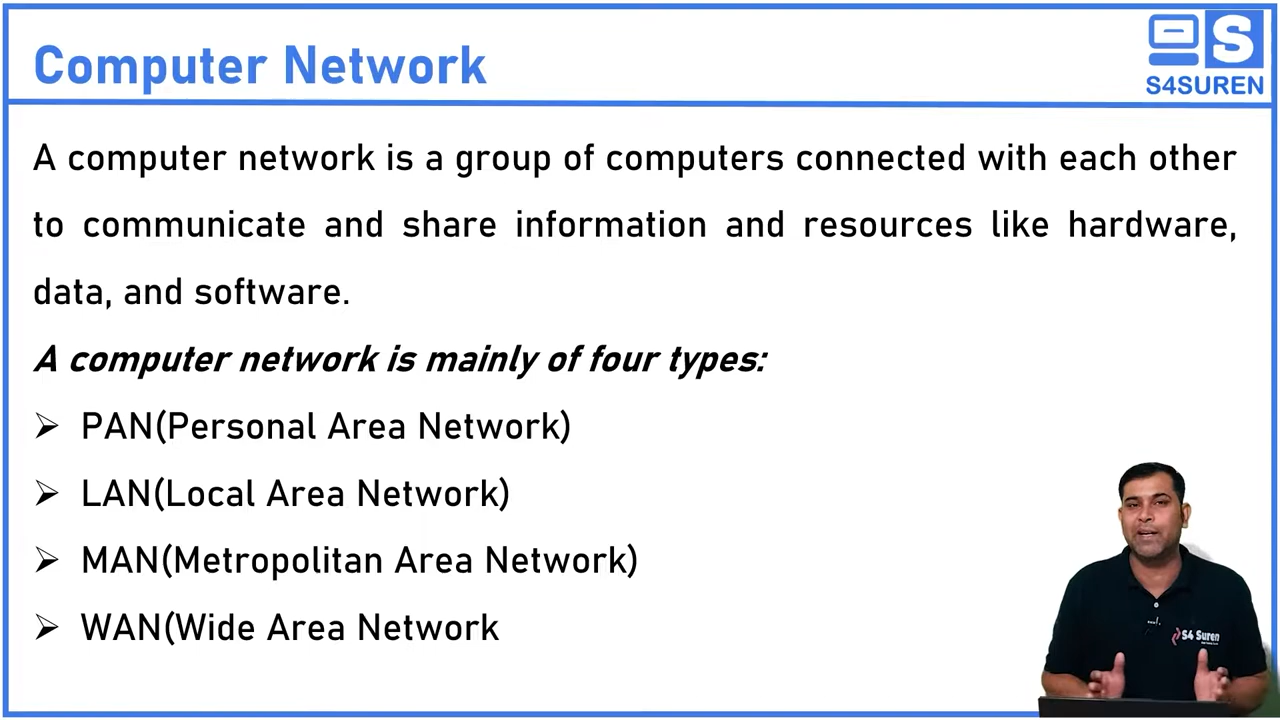 Computer Network
S
S4SUREN
A computer network is a group of computers connected with each other
to communicate and share information and resources like hardware,
data, and software.
A computer network is mainly of four types:
➢ PAN(Personal Area Network)
➢ LAN(Local Area Network)
➢ MAN(Metropolitan Area Network)
➢ WAN(Wide Area Network
S4 Suren